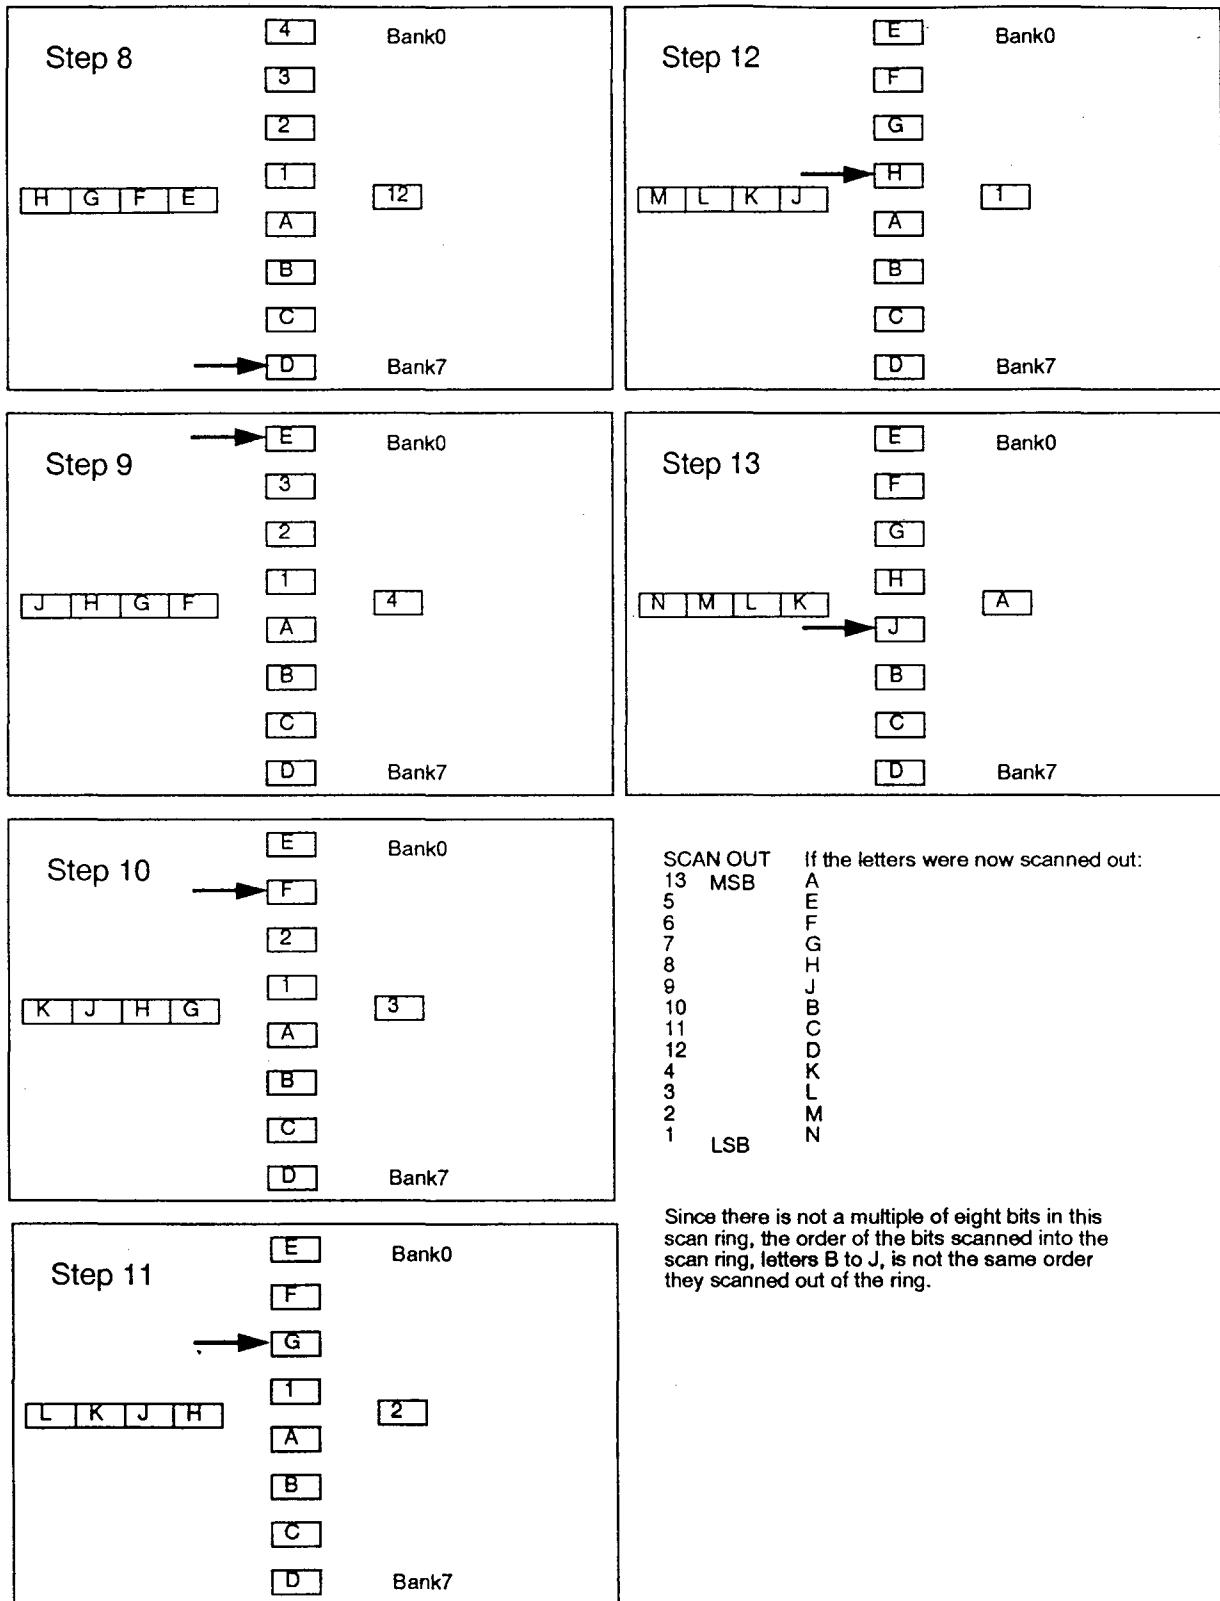 Step 8
4 Bank0
3
2
1
H G F E 12
A
B
C
D Bank7
Step 9
E Bank0
3
2
1
J H G F 4
A
B
C
D Bank7
Step 10
E Bank0
F
2
1
K J H G 3
A
B
C
D Bank7
Step 11
E Bank0
F
G
1
L K J H 2
A
B
C
D Bank7
Step 12
E Bank0
F
G
H
M L K J 1
A
B
C
D Bank7
Step 13
E Bank0
F
G
H
N M L K A
J
B
C
D Bank7
SCAN OUT If the letters were now scanned out:
13 MSB A
5 E
6 F
7 G
8 H
9 J
10 B
11 C
12 D
4 K
3 L
2 M
1 LSB N
Since there is not a multiple of eight bits in this
scan ring, the order of the bits scanned into the
scan ring, letters B to J, is not the same order
they scanned out of the ring.